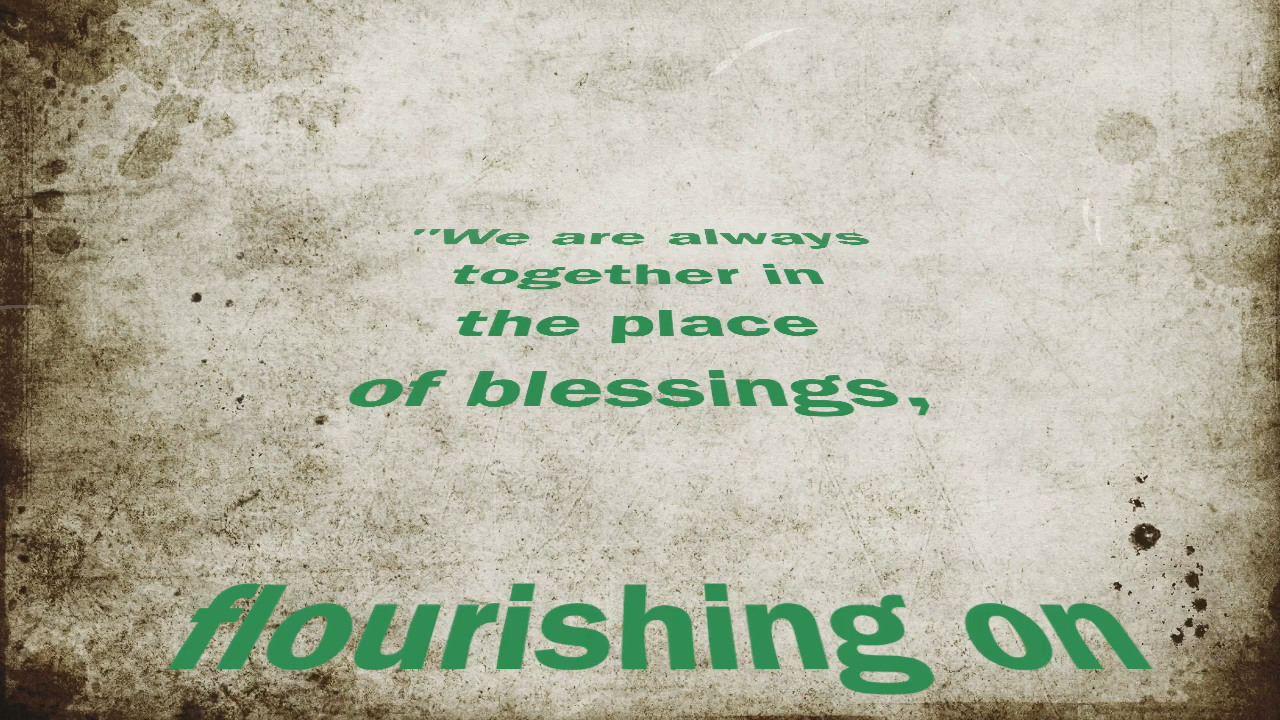 "We are always
together in
the place
of blessings,
flourishing on